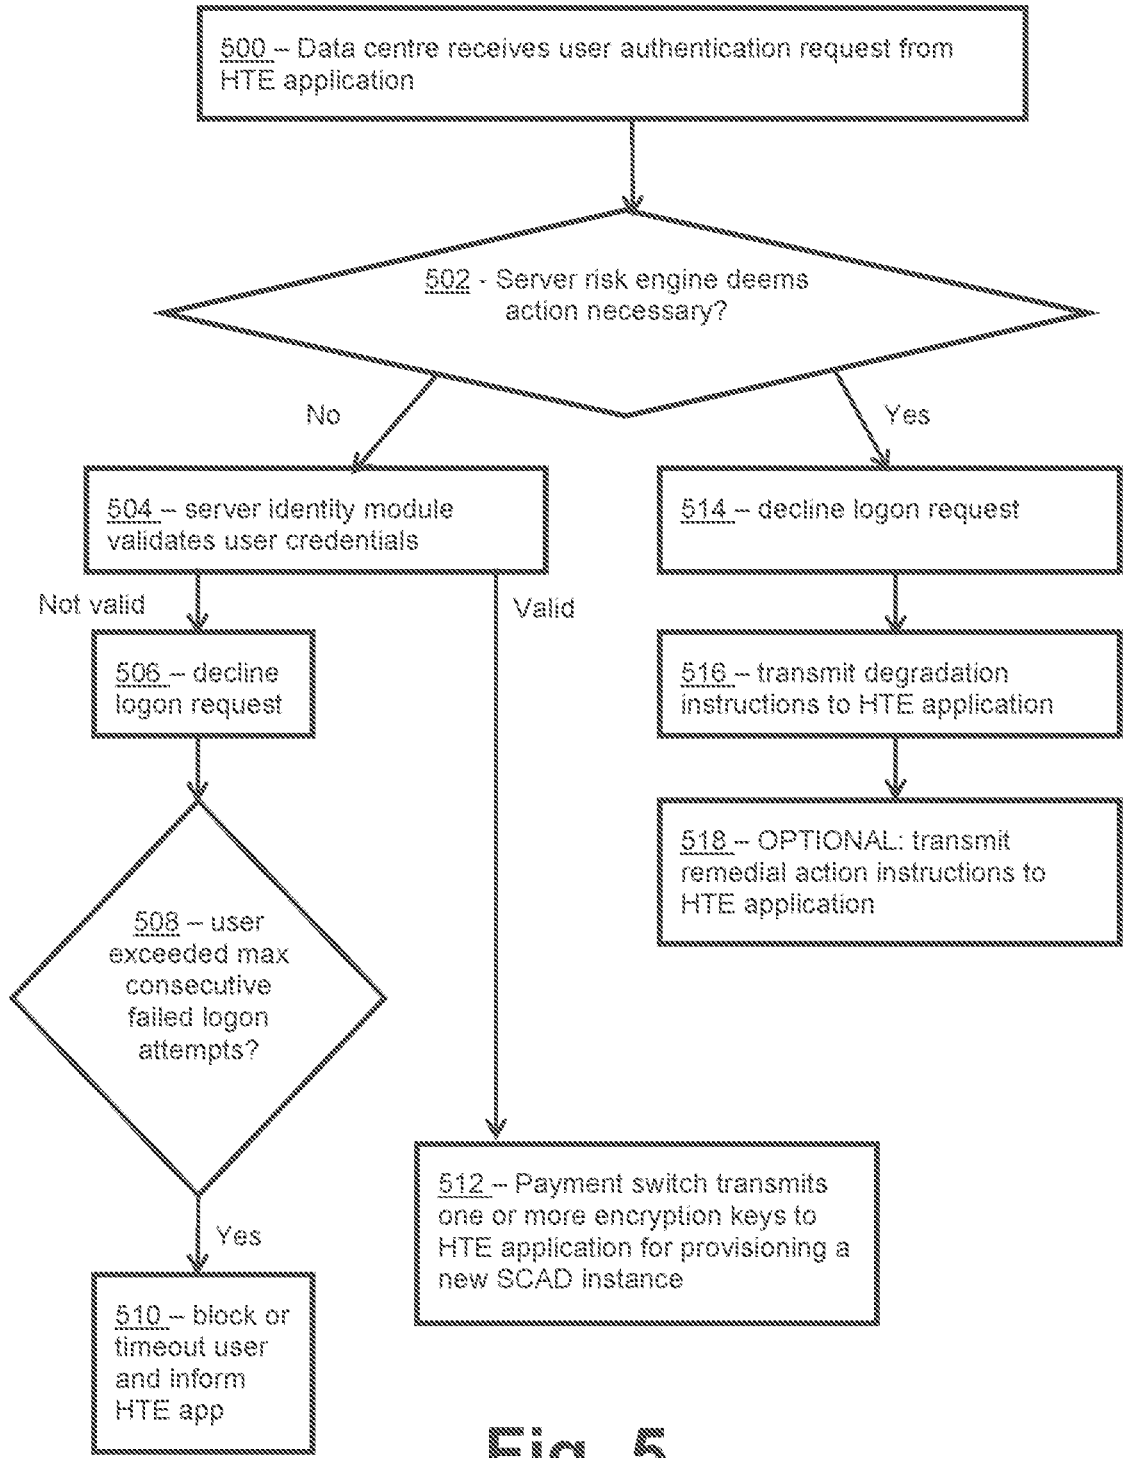 500 – Data centre receives user authentication request from
HTE application
502 - Server risk engine deems
action necessary?
No
Yes
504 – server identity module
validates user credentials
514 – decline logon request
Not valid
Valid
506 – decline
logon request
516 – transmit degradation
instructions to HTE application
518 – OPTIONAL: transmit
remedial action instructions to
HTE application
508 – user
exceeded max
consecutive
failed logon
attempts?
512 – Payment switch transmits
one or more encryption keys to
HTE application for provisioning a
new SCAD instance
Yes
510 – block or
timeout user
and inform
HTE app
Fig. 5